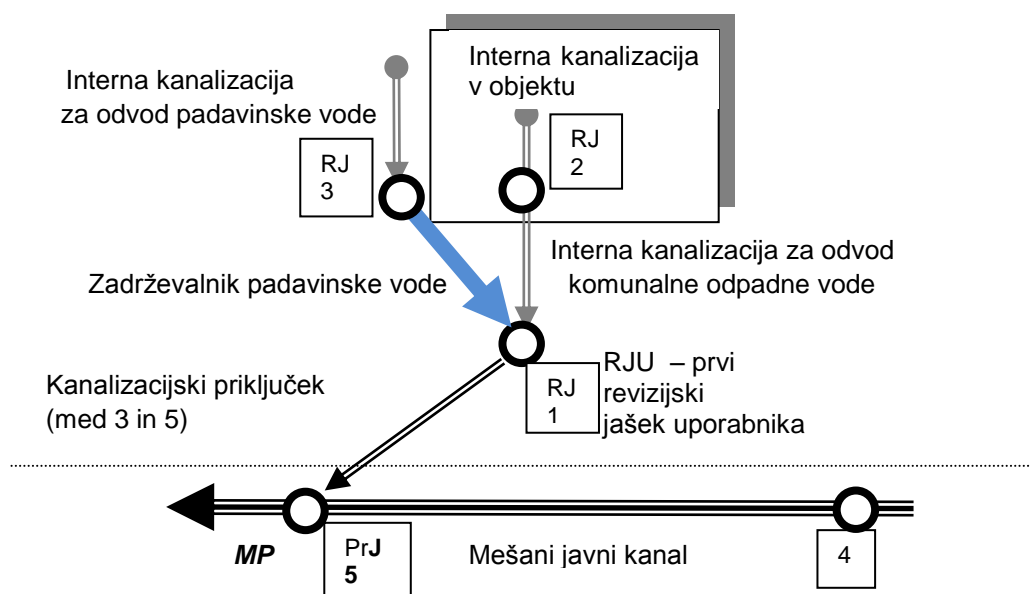 Interna kanalizacija
za odvod padavinske vode
Interna kanalizacija
v objektu
RJ
3
RJ
2
Zadrževalnik padavinske vode
Interna kanalizacija za odvod
komunalne odpadne vode
Kanalizacijski priključek
(med 3 in 5)
RJ
1
RJU – prvi
revizijski
jašek uporabnika
MP
PrJ
5
Mešani javni kanal
4